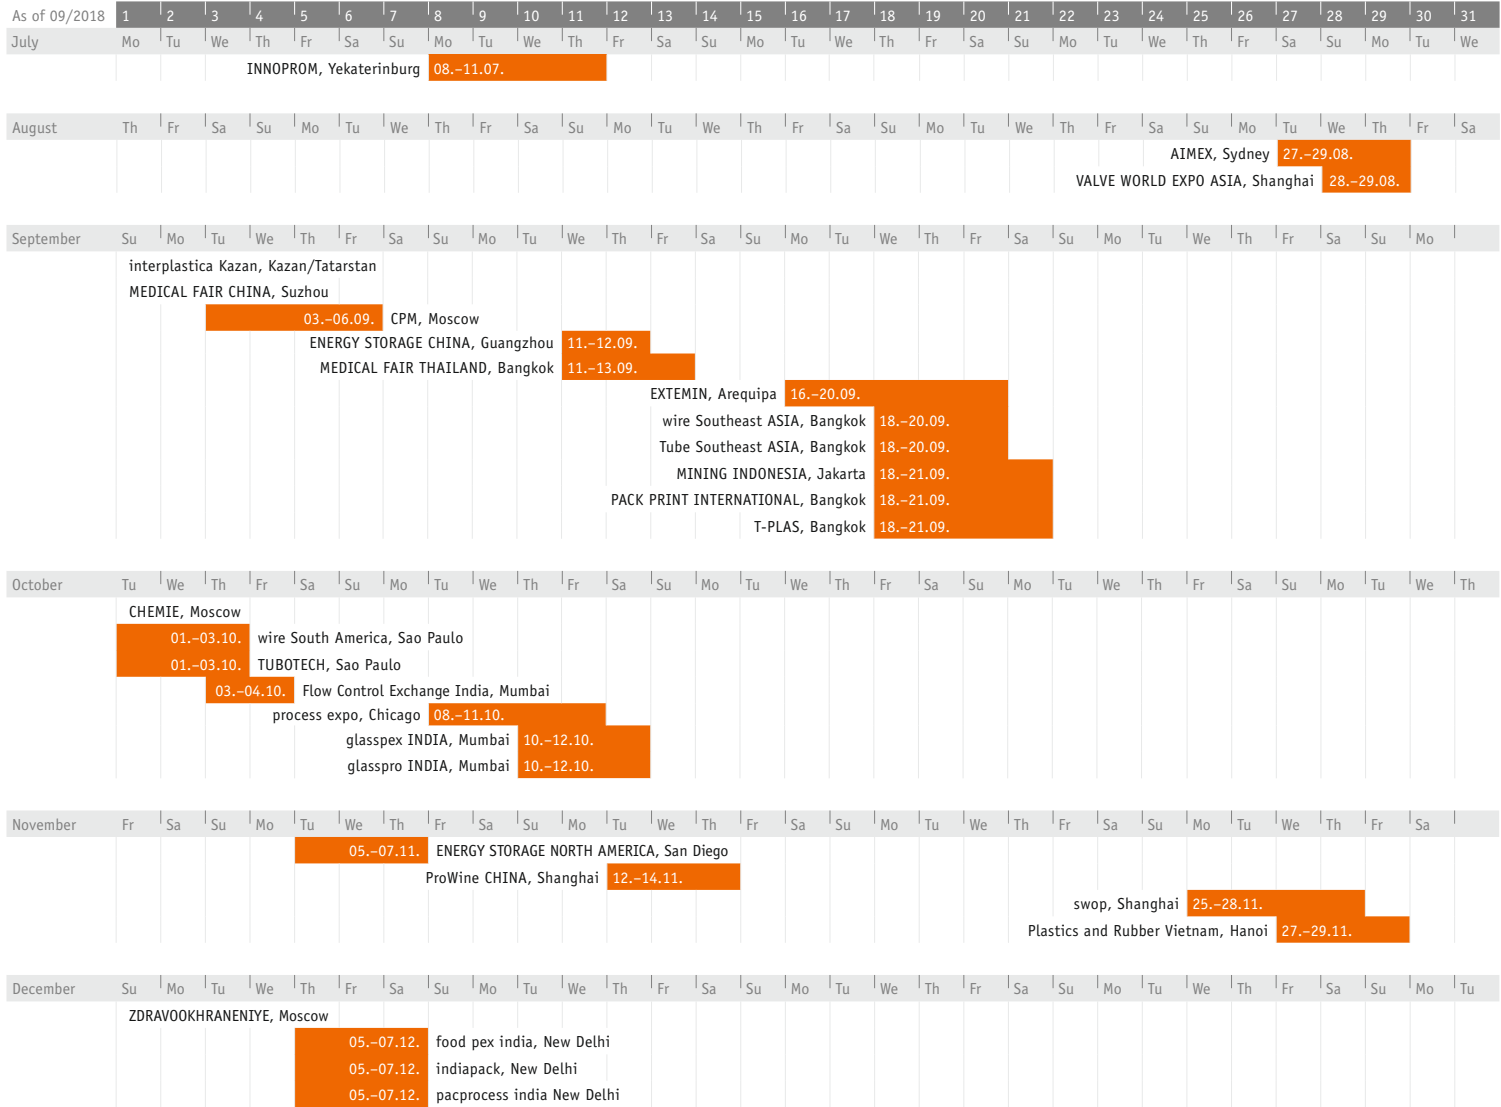 As of 09/2018 1 2 3 4 5 6 7 8 9 10 11 12 13 14 15 16 17 18 19 20 21 22 23 24 25 26 27 28 29 30 31
July Mo Tu We Th Fr Sa Su Mo Tu We Th Fr Sa Su Mo Tu We Th Fr Sa Su Mo Tu We Th Fr Sa Su Mo Tu We
INNOPROM, Yekaterinburg 08.–11.07.
August Th Fr Sa Su Mo Tu We Th Fr Sa Su Mo Tu We Th Fr Sa Su Mo Tu We Th Fr Sa Su Mo Tu We Th Fr Sa
AIMEX, Sydney 27.–29.08.
VALVE WORLD EXPO ASIA, Shanghai 28.–29.08.
September Su Mo Tu We Th Fr Sa Su Mo Tu We Th Fr Sa Su Mo Tu We Th Fr Sa Su Mo Tu We Th Fr Sa Su Mo
interplastica Kazan, Kazan/Tatarstan
MEDICAL FAIR CHINA, Suzhou
03.–06.09. CPM, Moscow
ENERGY STORAGE CHINA, Guangzhou 11.–12.09.
MEDICAL FAIR THAILAND, Bangkok 11.–13.09.
EXTEMIN, Arequipa 16.–20.09.
wire Southeast ASIA, Bangkok 18.–20.09.
Tube Southeast ASIA, Bangkok 18.–20.09.
MINING INDONESIA, Jakarta 18.–21.09.
PACK PRINT INTERNATIONAL, Bangkok 18.–21.09.
T-PLAS, Bangkok 18.–21.09.
October Tu We Th Fr Sa Su Mo Tu We Th Fr Sa Su Mo Tu We Th Fr Sa Su Mo Tu We Th Fr Sa Su Mo Tu We Th
CHEMIE, Moscow
01.–03.10. wire South America, Sao Paulo
01.–03.10. TUBOTECH, Sao Paulo
03.–04.10. Flow Control Exchange India, Mumbai
process expo, Chicago 08.–11.10.
glasspex INDIA, Mumbai 10.–12.10.
glasspro INDIA, Mumbai 10.–12.10.
November Fr Sa Su Mo Tu We Th Fr Sa Su Mo Tu We Th Fr Sa Su Mo Tu We Th Fr Sa Su Mo Tu We Th Fr Sa
05.–07.11. ENERGY STORAGE NORTH AMERICA, San Diego
ProWine CHINA, Shanghai 12.–14.11.
swop, Shanghai 25.–28.11.
Plastics and Rubber Vietnam, Hanoi 27.–29.11.
December Su Mo Tu We Th Fr Sa Su Mo Tu We Th Fr Sa Su Mo Tu We Th Fr Sa Su Mo Tu We Th Fr Sa Su Mo Tu
ZDRAVOOKHRANENIYE, Moscow
05.–07.12. food pex india, New Delhi
05.–07.12. indiapack, New Delhi
05.–07.12. pacprocess india New Delhi